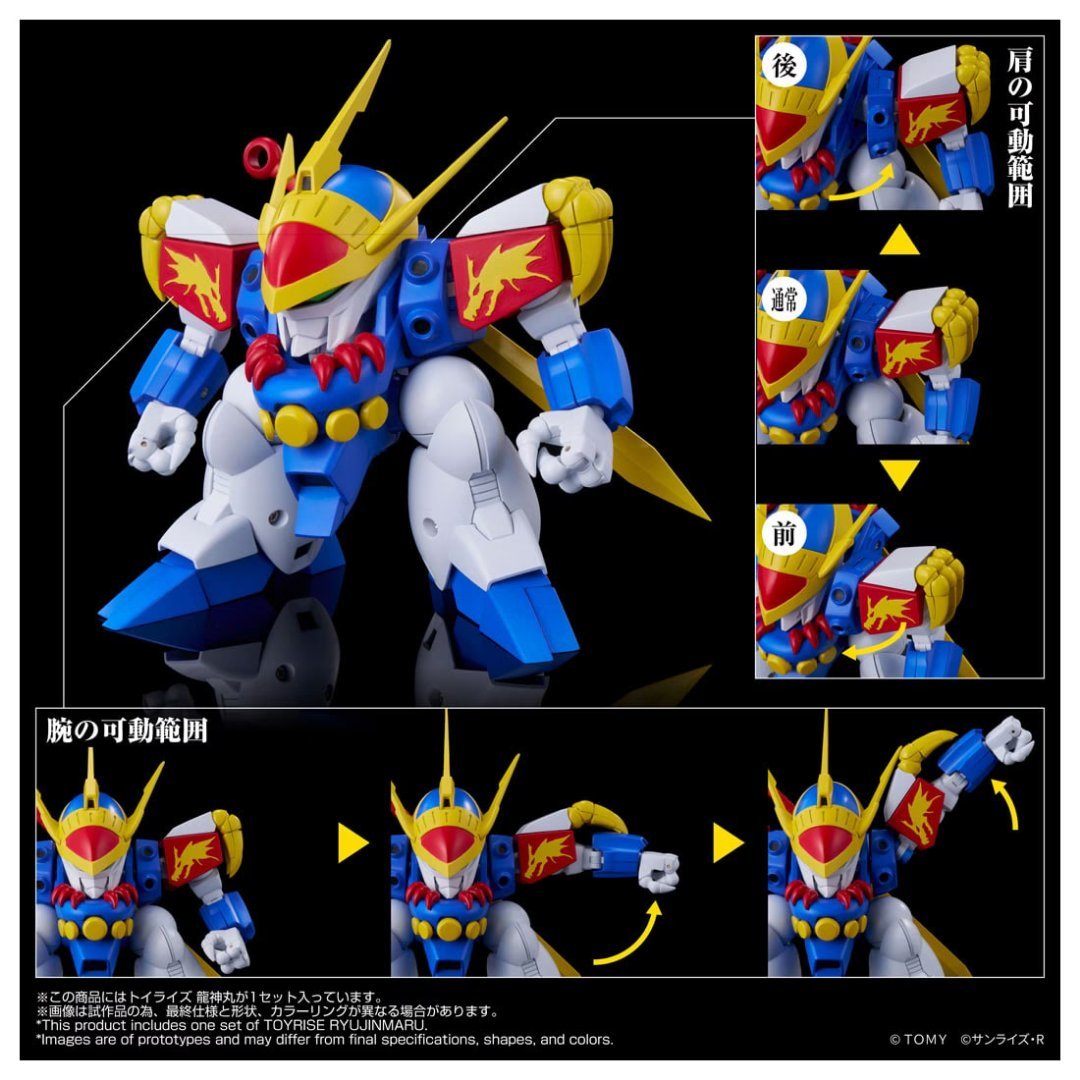 肩の可動範囲
後
通常
前
腕の可動範囲
※この商品にはトイライズ 龍神丸が1セット入っています。
※画像は試作品の為、最終仕様と形状、カラーリングが異なる場合があります。
*This product includes one set of TOYRISE RYUJINMARU.
*Images are of prototypes and may differ from final specifications, shapes, and colors.
©TOMY ©サンライズ・R